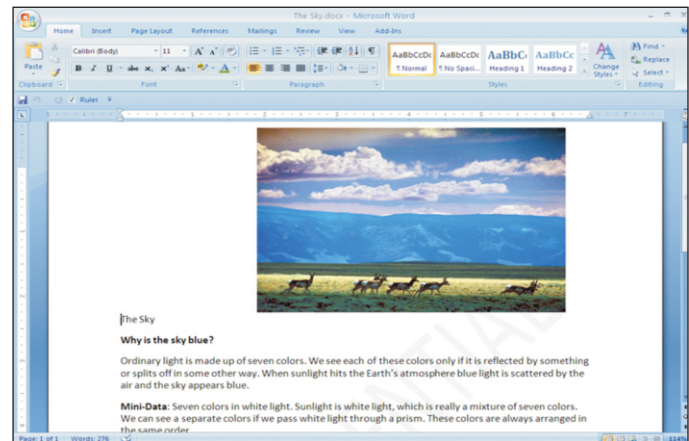 The Sky.docx - Microsoft Word
Home Insert Page Layout References Mailings Review View Add-Ins
Calibri (Body) 11
Paste
B I U abc x, x² Aa A
AaBbCcDc AaBbCcDc AaBbC AaBbCc
¶ Normal ¶ No Spaci... Heading 1 Heading 2
Change Styles
Find
Replace
Select
Clipboard Font Paragraph Styles Editing
Ruler
The Sky
Why is the sky blue?
Ordinary light is made up of seven colors. We see each of these colors only if it is reflected by something
or splits off in some other way. When sunlight hits the Earth's atmosphere blue light is scattered by the
air and the sky appears blue.
Mini-Data: Seven colors in white light. Sunlight is white light, which is really a mixture of seven colors.
We can see a separate colors if we pass white light through a prism. These colors are always arranged in
the same order
Page: 1 of 1 Words: 276